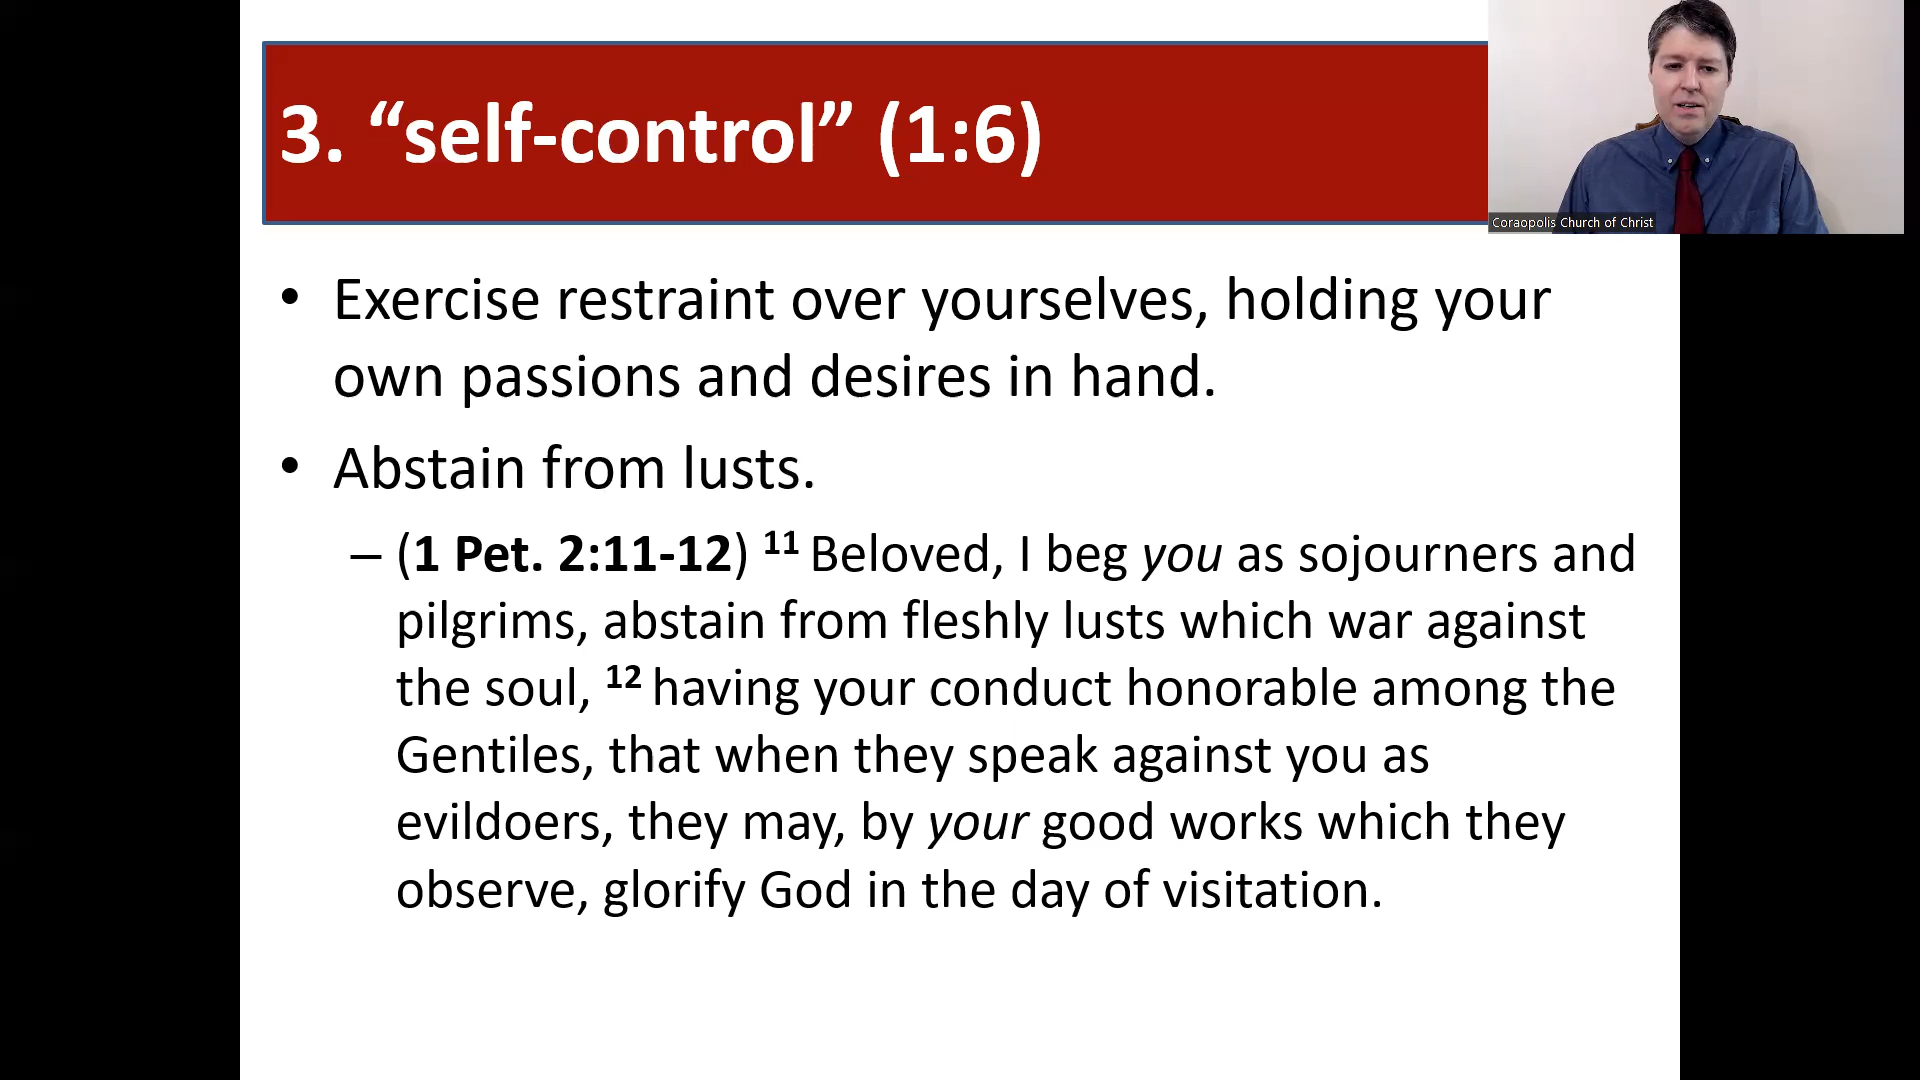 3. “self-control” (1:6)
Coraopolis Church of Christ
• Exercise restraint over yourselves, holding your
own passions and desires in hand.
• Abstain from lusts.
– (1 Pet. 2:11-12) 11 Beloved, I beg you as sojourners and
pilgrims, abstain from fleshly lusts which war against
the soul, 12 having your conduct honorable among the
Gentiles, that when they speak against you as
evildoers, they may, by your good works which they
observe, glorify God in the day of visitation.